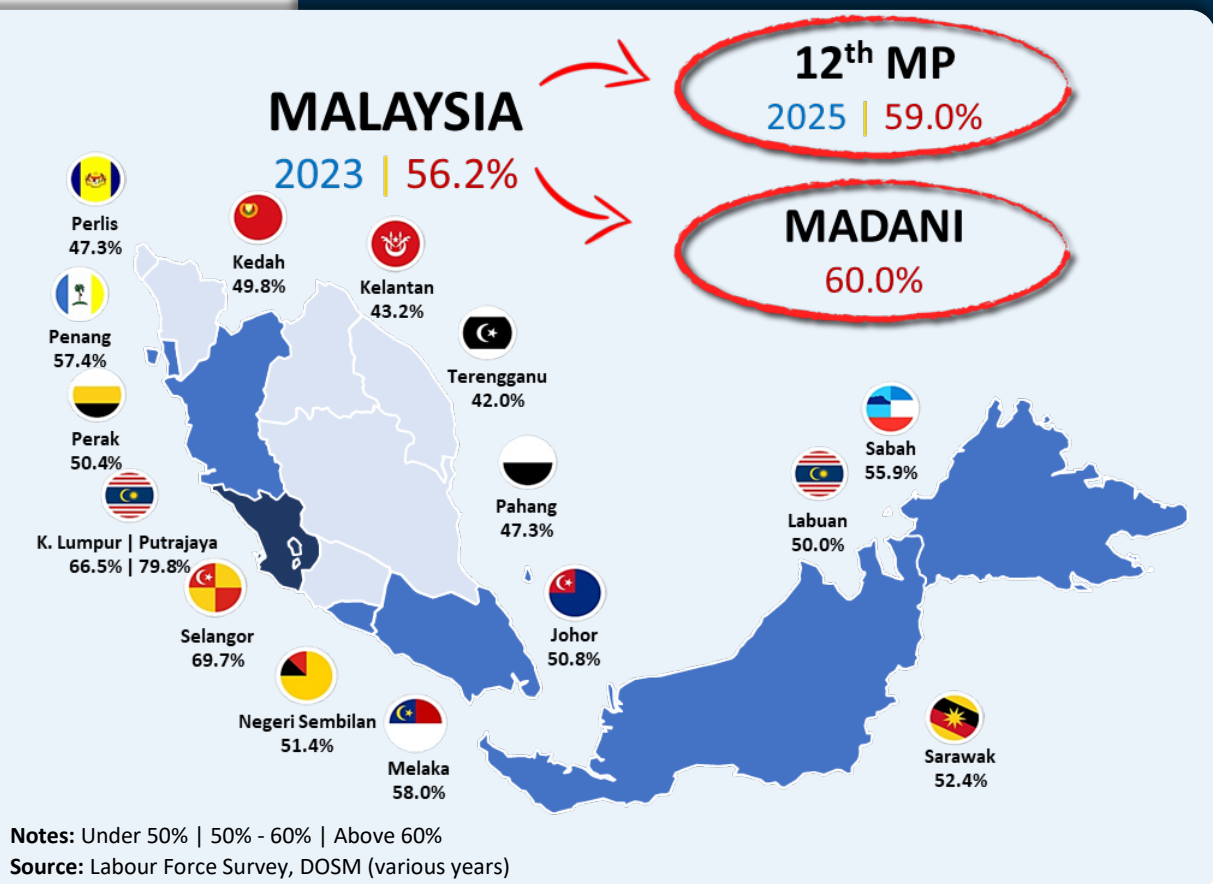 MALAYSIA
2023 | 56.2%
12th MP
2025 | 59.0%
MADANI
60.0%
Perlis
47.3%
Kedah
49.8%
Kelantan
43.2%
Penang
57.4%
Terengganu
42.0%
Perak
50.4%
Pahang
47.3%
Sabah
55.9%
Labuan
50.0%
K. Lumpur | Putrajaya
66.5% | 79.8%
Selangor
69.7%
Johor
50.8%
Negeri Sembilan
51.4%
Melaka
58.0%
Sarawak
52.4%
Notes: Under 50% | 50% - 60% | Above 60%
Source: Labour Force Survey, DOSM (various years)